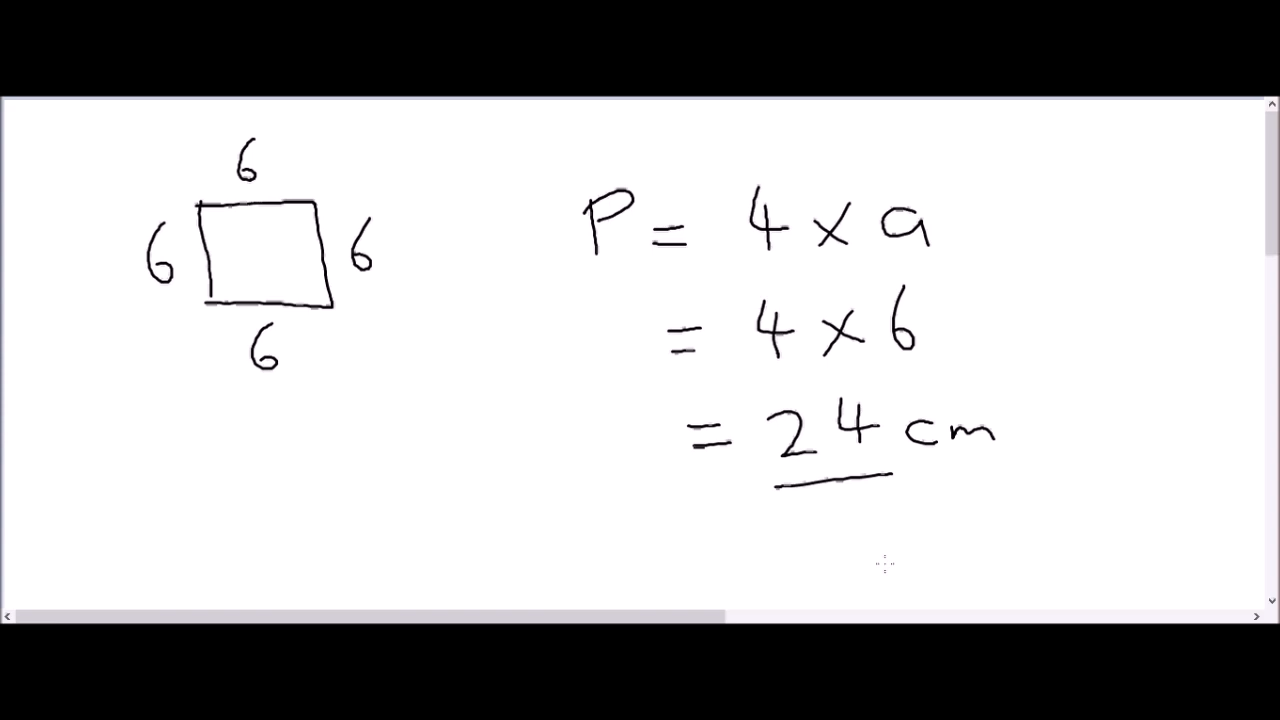 6
6 6
6
P = 4 × a
= 4 × 6
= 24 cm